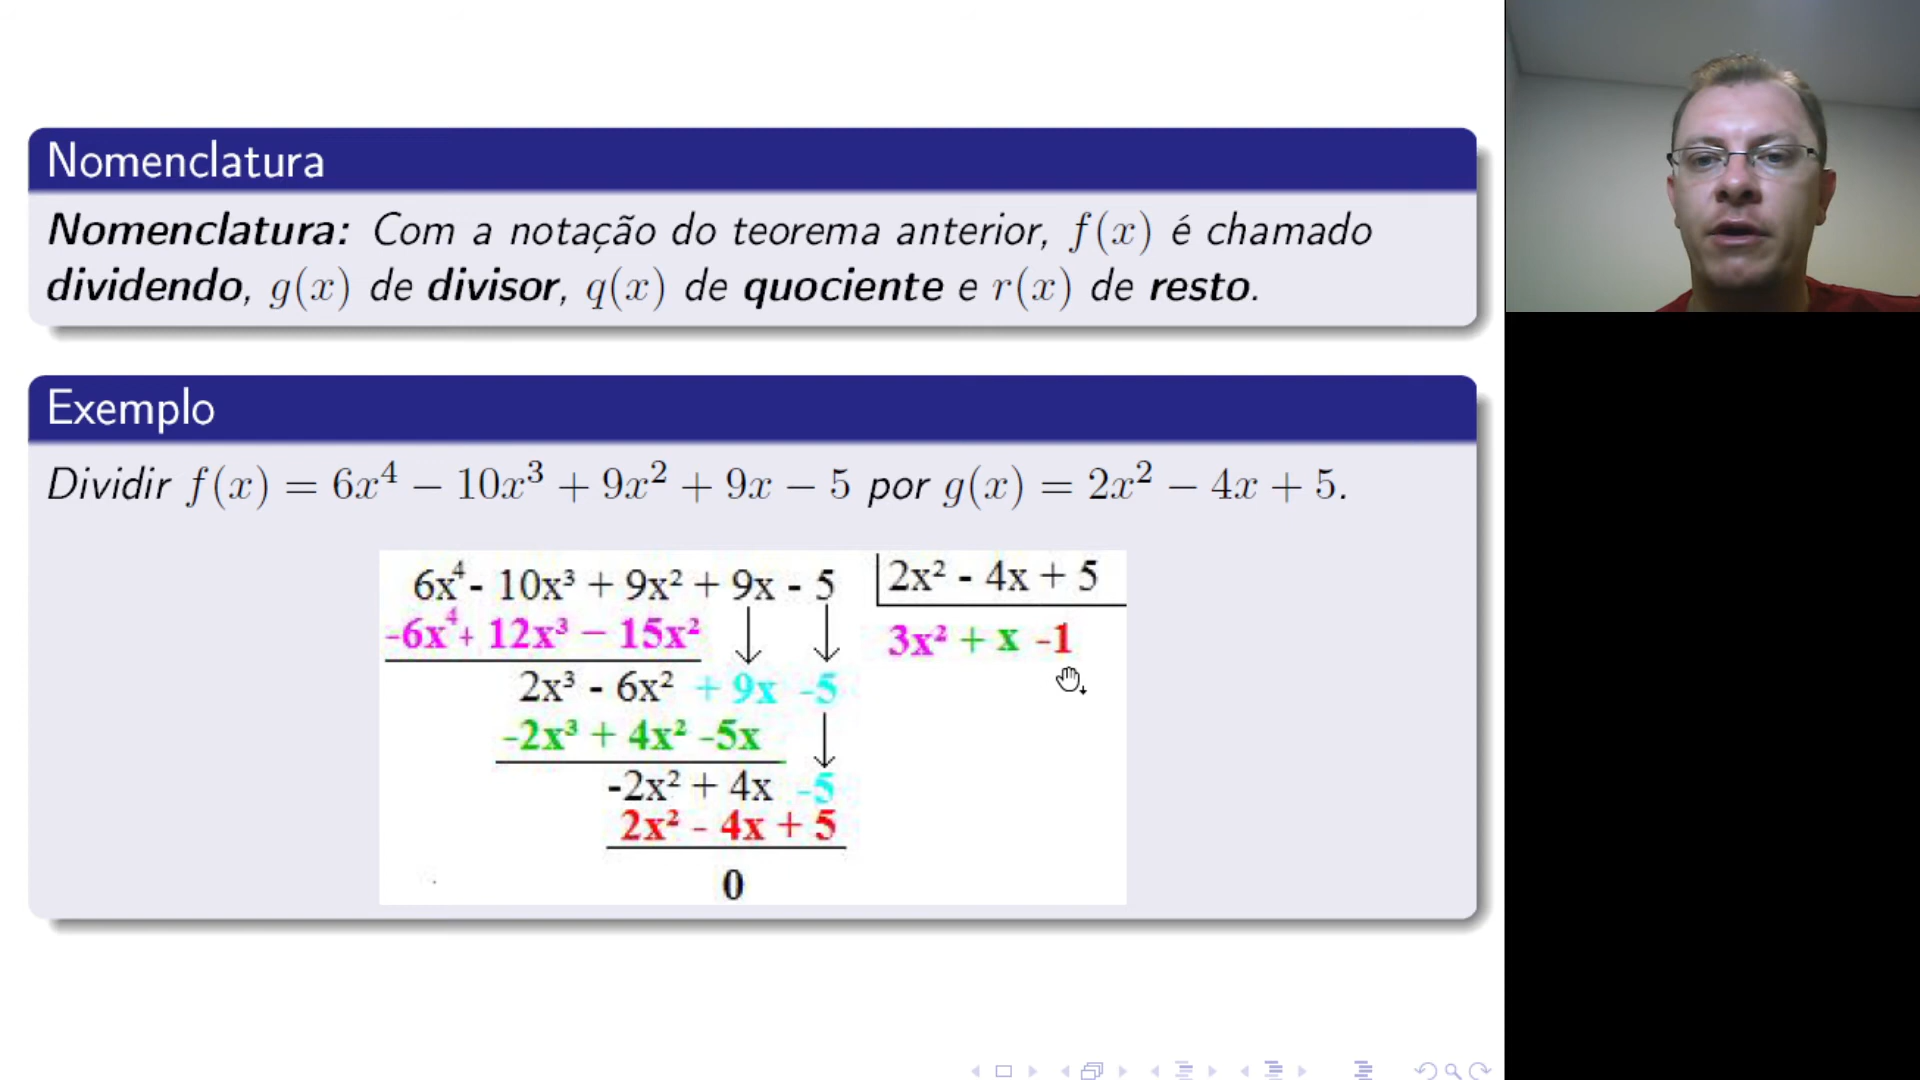 Nomenclatura
Nomenclatura: Com a notação do teorema anterior, f(x) é chamado
dividendo, g(x) de divisor, q(x) de quociente e r(x) de resto.
Exemplo
Dividir f(x) = 6x⁴ − 10x³ + 9x² + 9x − 5 por g(x) = 2x² − 4x + 5.
6x⁴- 10x³ + 9x² + 9x - 5 2x² - 4x + 5
-6x⁴+ 12x³ – 15x² 3x² + x -1
2x³ - 6x² + 9x -5
-2x³ + 4x² -5x
-2x² + 4x -5
2x² - 4x + 5
0